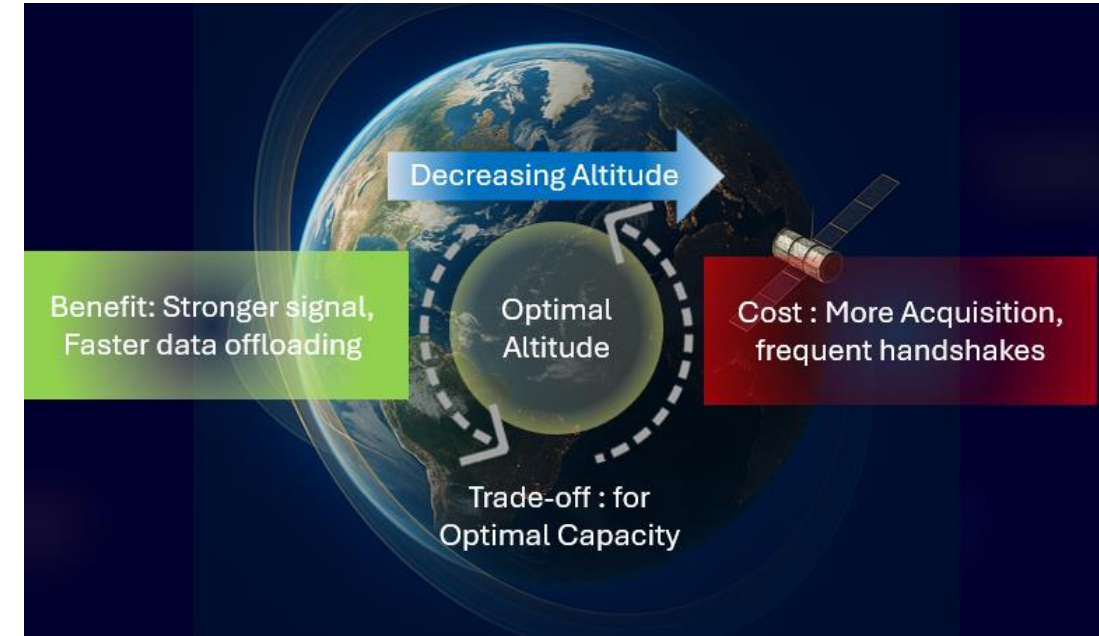 Decreasing Altitude
Benefit: Stronger signal,
Faster data offloading
Optimal
Altitude
Cost : More Acquisition,
frequent handshakes
Trade-off : for
Optimal Capacity